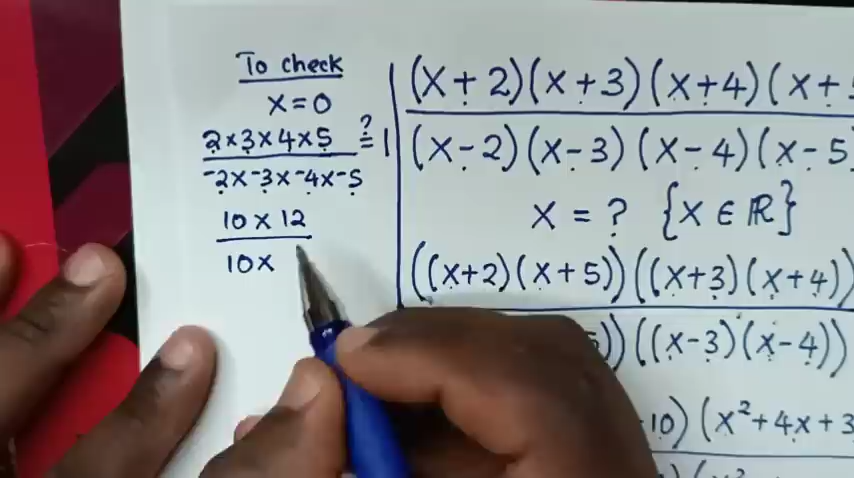 To check
x=0
2×3×4×5 ?= 1
-2×-3×-4×-5
10 × 12
10×
(x+2)(x+3)(x+4)(x+5
(x-2)(x-3)(x-4)(x-5
x = ? {x ∈ ℝ}
((x+2)(x+5))((x+3)(x+4))
))((x-3)(x-4))
10)(x²+4x+3